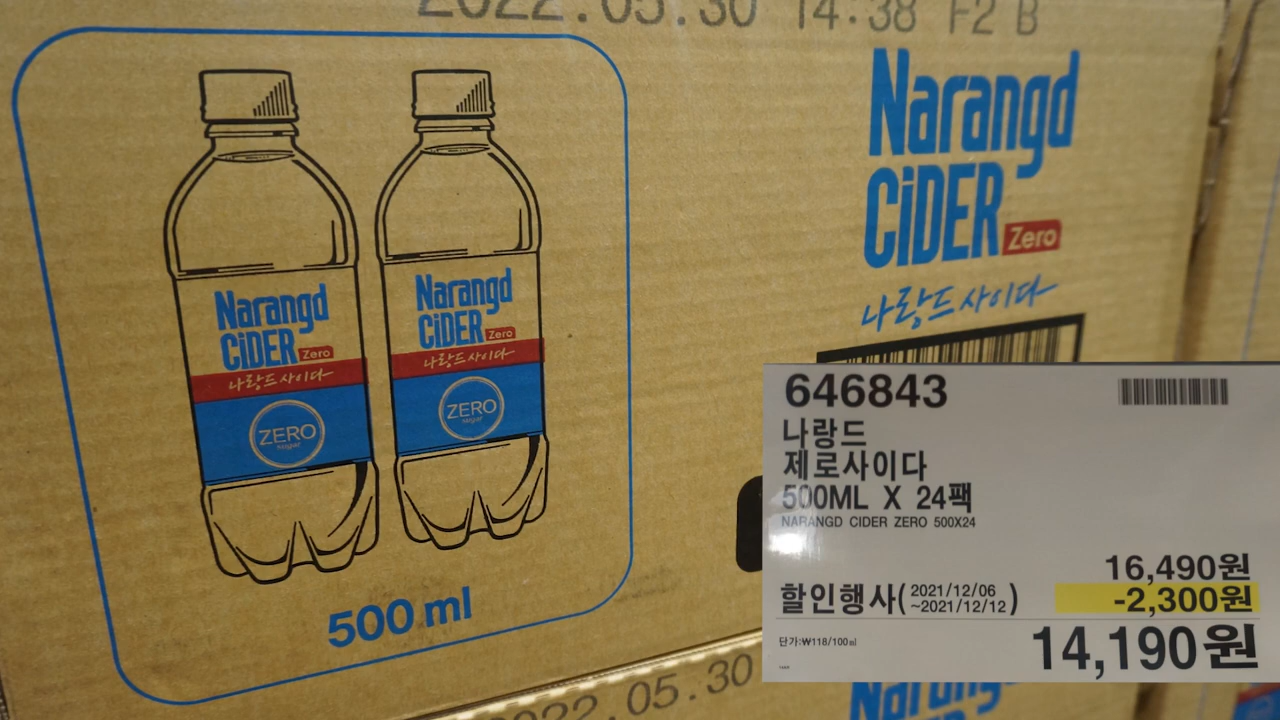 2022.05.30 14:38 F2 B
Narangd
CiDER Zero
나랑드사이다
ZERO
sugar
Narangd
CiDER Zero
나랑드사이다
ZERO
sugar
500 ml
Narangd
CiDER Zero
나랑드사이다
646843
나랑드
제로사이다
500ML X 24팩
NARANGD CIDER ZERO 500X24
16,490원
할인행사(2021/12/06
~2021/12/12)
-2,300원
단가:₩118/100㎖
14,190원
2022.05.30
Narangd